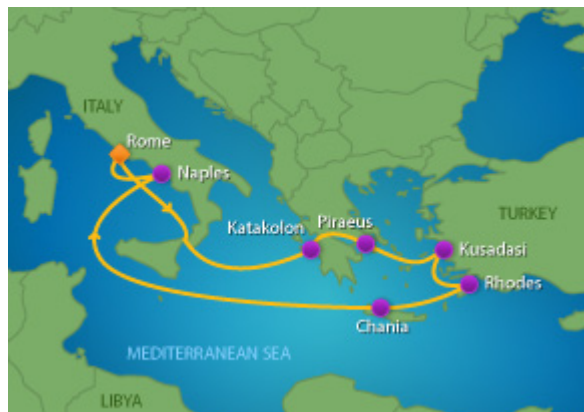 ITALY
Rome
Naples
Katakolon
Piraeus
TURKEY
Kusadasi
Rhodes
Chania
MEDITERRANEAN SEA
LIBYA